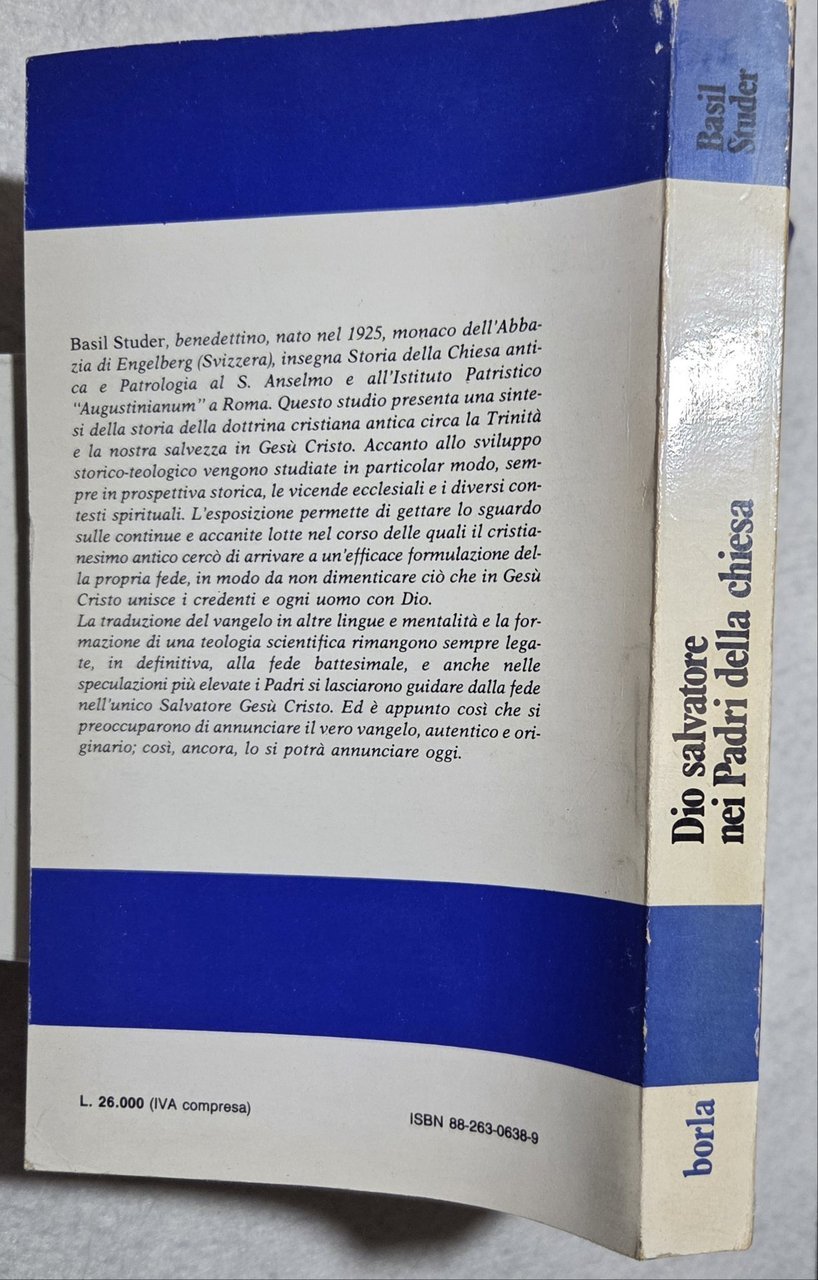 Basil Studer, benedettino, nato nel 1925, monaco dell'Abba-
zia di Engelberg (Svizzera), insegna Storia della Chiesa anti-
ca e Patrologia al S. Anselmo e all'Istituto Patristico
“Augustinianum” a Roma. Questo studio presenta una sinte-
si della storia della dottrina cristiana antica circa la Trinità
e la nostra salvezza in Gesù Cristo. Accanto allo sviluppo
storico-teologico vengono studiate in particolar modo, sem-
pre in prospettiva storica, le vicende ecclesiali e i diversi con-
testi spirituali. L'esposizione permette di gettare lo sguardo
sulle continue e accanite lotte nel corso delle quali il cristia-
nesimo antico cercò di arrivare a un'efficace formulazione del-
la propria fede, in modo da non dimenticare ciò che in Gesù
Cristo unisce i credenti e ogni uomo con Dio.
La traduzione del vangelo in altre lingue e mentalità e la for-
mazione di una teologia scientifica rimangono sempre lega-
te, in definitiva, alla fede battesimale, e anche nelle
speculazioni più elevate i Padri si lasciarono guidare dalla fede
nell'unico Salvatore Gesù Cristo. Ed è appunto così che si
preoccuparono di annunciare il vero vangelo, autentico e ori-
ginario; così, ancora, lo si potrà annunciare oggi.
L. 26.000 (IVA compresa)
ISBN 88-263-0638-9
Basil
Studer
Dio salvatore
nei Padri della chiesa
borla